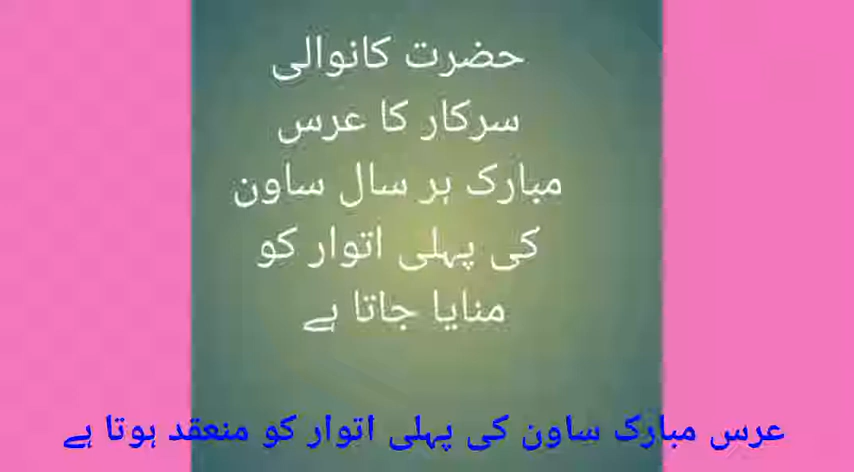 حضرت کانوالی
سرکار کا عرس
مبارک ہر سال ساون
کی پہلی اتوار کو
منایا جاتا ہے
عرس مبارک ساون کی پہلی اتوار کو منعقد ہوتا ہے